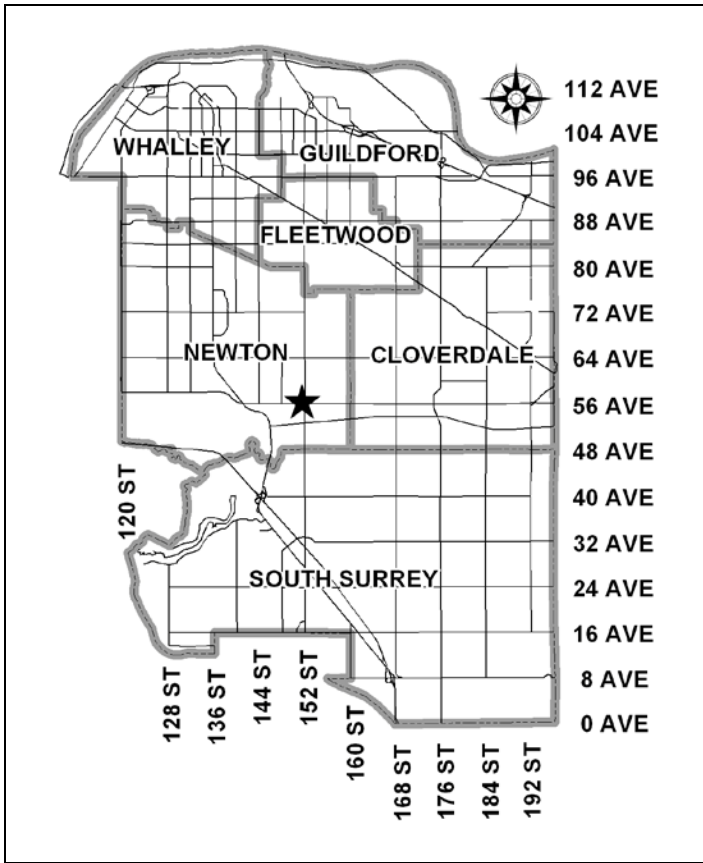 112 AVE
104 AVE
WHALLEY
GUILDFORD
96 AVE
88 AVE
FLEETWOOD
80 AVE
72 AVE
NEWTON
CLOVERDALE
64 AVE
56 AVE
48 AVE
120 ST
40 AVE
32 AVE
SOUTH SURREY
24 AVE
16 AVE
8 AVE
0 AVE
128 ST
136 ST
144 ST
152 ST
160 ST
168 ST
176 ST
184 ST
192 ST